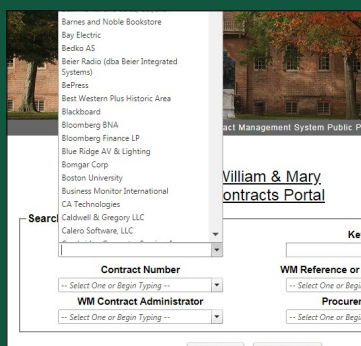 Barnes and Noble Bookstore
Bay Electric
Bedko AS
Beier Radio (dba Beier Integrated
Systems)
BePress
Best Western Plus Historic Area
Blackboard
Bloomberg BNA
Bloomberg Finance LP
Blue Ridge AV & Lighting
Bomgar Corp
Boston University
Business Monitor International
CA Technologies
Caldwell & Gregory LLC
Calero Software, LLC
act Management System Public P
William & Mary
ontracts Portal
Searc
Ke
Contract Number
WM Reference or
-- Select One or Begin Typing --
-- Select One or Begi
WM Contract Administrator
Procurer
-- Select One or Begin Typing --
-- Select One or Begi